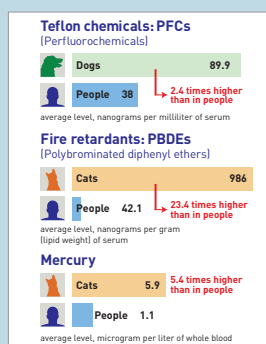 Teflon chemicals: PFCs
(Perfluorochemicals)
Dogs 89.9
People 38
2.4 times higher
than in people
average level, nanograms per milliliter of serum
Fire retardants: PBDEs
(Polybrominated diphenyl ethers)
Cats 986
People 42.1
23.4 times higher
than in people
average level, nanograms per gram
(lipid weight) of serum
Mercury
Cats 5.9
5.4 times higher
than in people
People 1.1
average level, microgram per liter of whole blood